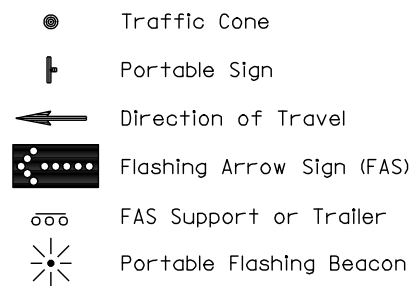 Traffic Cone
Portable Sign
Direction of Travel
Flashing Arrow Sign (FAS)
FAS Support or Trailer
Portable Flashing Beacon